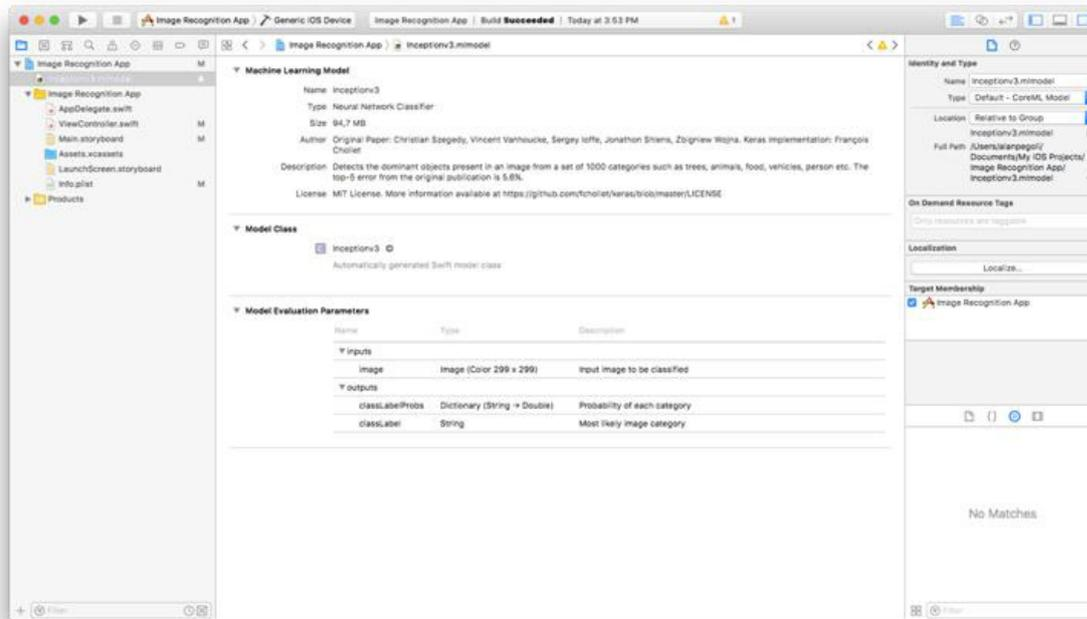 Image Recognition App Generic iOS Device
Image Recognition App | Build Succeeded | Today at 3:53 PM
1
Image Recognition App M
Inceptionv3.mlmodel A
Image Recognition App
AppDelegate.swift
ViewController.swift M
Main.storyboard M
Assets.xcassets
LaunchScreen.storyboard
Info.plist M
Products
Filter
Image Recognition App Inceptionv3.mlmodel
Machine Learning Model
Name Inceptionv3
Type Neural Network Classifier
Size 94,7 MB
Author Original Paper: Christian Szegedy, Vincent Vanhoucke, Sergey Ioffe, Jonathon Shlens, Zbigniew Wojna. Keras Implementation: François
Chollet
Description Detects the dominant objects present in an image from a set of 1000 categories such as trees, animals, food, vehicles, person etc. The
top-5 error from the original publication is 5.6%.
License MIT License. More information available at https://github.com/fchollet/keras/blob/master/LICENSE
Model Class
C Inceptionv3
Automatically generated Swift model class
Model Evaluation Parameters
Name Type Description
inputs
image Image (Color 299 x 299) Input image to be classified
outputs
classLabelProbs Dictionary (String → Double) Probability of each category
classLabel String Most likely image category
Identity and Type
Name Inceptionv3.mlmodel
Type Default - CoreML Model
Location Relative to Group
Inceptionv3.mlmodel
Full Path /Users/alanpegoli/
Documents/My iOS Projects/
Image Recognition App/
Inceptionv3.mlmodel
On Demand Resource Tags
Only resources are taggable
Localization
Localize...
Target Membership
Image Recognition App
{}
No Matches
Filter